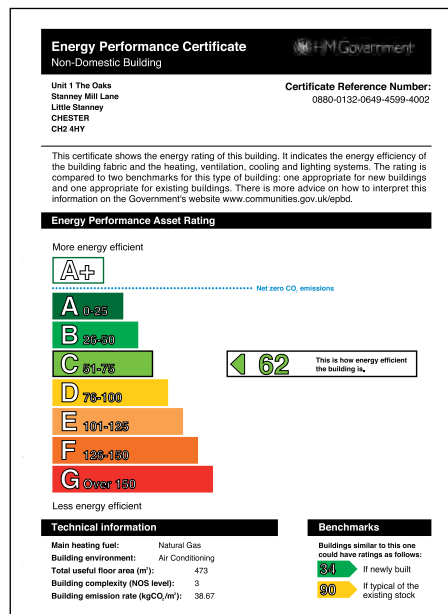 Energy Performance Certificate
Non-Domestic Building
HM Government
Unit 1 The Oaks
Stanney Mill Lane
Little Stanney
CHESTER
CH2 4HY
Certificate Reference Number:
0880-0132-0649-4599-4002
This certificate shows the energy rating of this building. It indicates the energy efficiency of
the building fabric and the heating, ventilation, cooling and lighting systems. The rating is
compared to two benchmarks for this type of building: one appropriate for new buildings
and one appropriate for existing buildings. There is more advice on how to interpret this
information on the Government's website www.communities.gov.uk/epbd.
Energy Performance Asset Rating
More energy efficient
A+
Net zero CO₂ emissions
A 0-25
B 26-50
C 51-75
62 This is how energy efficient
the building is.
D 76-100
E 101-125
F 126-150
G Over 150
Less energy efficient
Technical information
Main heating fuel: Natural Gas
Building environment: Air Conditioning
Total useful floor area (m²): 473
Building complexity (NOS level): 3
Building emission rate (kgCO₂/m²): 38.67
Benchmarks
Buildings similar to this one
could have ratings as follows:
34 If newly built
90 If typical of the
existing stock